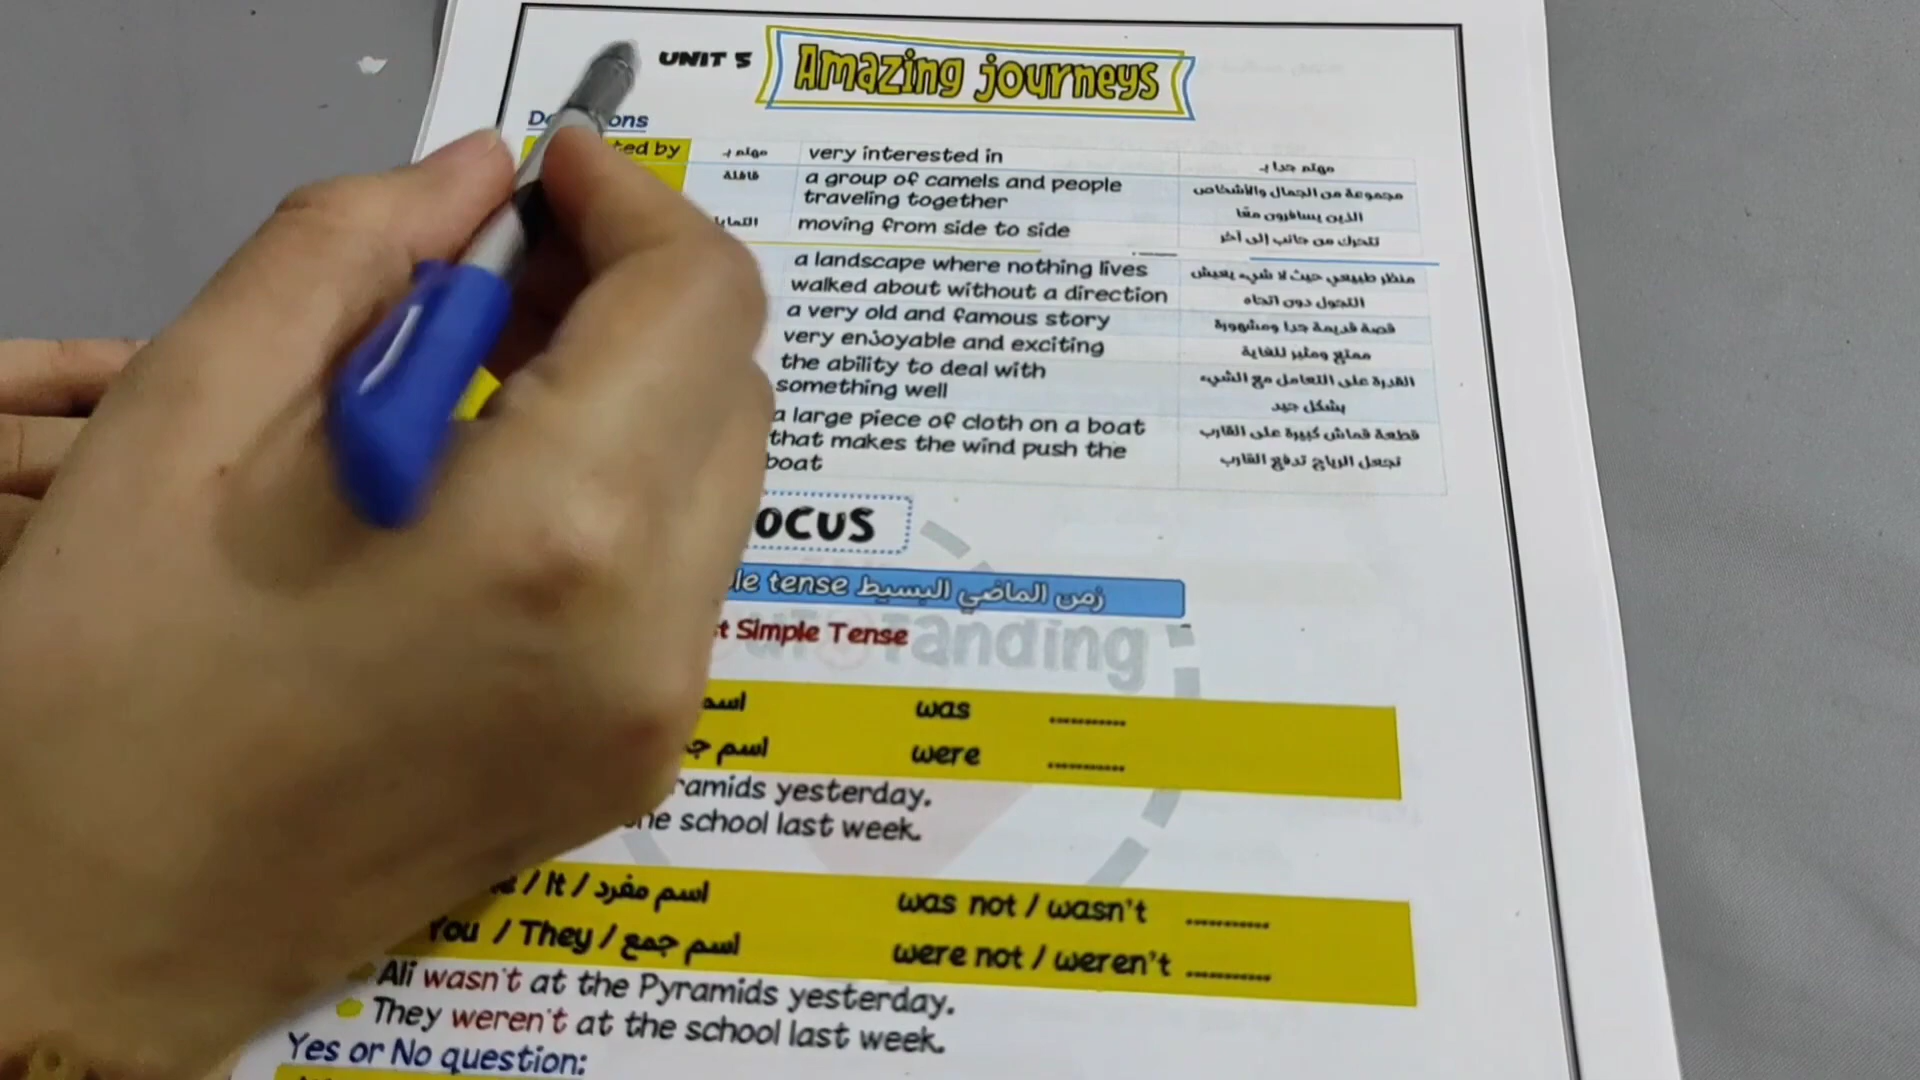 UNIT 5 Amazing journeys
مهتم بـ very interested in مهتم جدا بـ
قافلة a group of camels and people مجموعة من الجمال والأشخاص
traveling together الذين يسافرون معًا
moving from side to side تتحرك من جانب إلى آخر
a landscape where nothing lives منظر طبيعي حيث لا شيء يعيش
walked about without a direction التجول دون اتجاه
a very old and famous story قصة قديمة جدا ومشهورة
very enjoyable and exciting ممتع ومثير للغاية
the ability to deal with القدرة على التعامل مع الشيء
something well بشكل جيد
a large piece of cloth on a boat قطعة قماش كبيرة على القارب
that makes the wind push the تجعل الرياح تدفع القارب
boat
tense زمن الماضي البسيط
Simple Tense
was ..........
اسم were ..........
yesterday.
school last week.
/ It / اسم مفرد was not / wasn't ..........
You / They / اسم جمع were not / weren't ..........
Ali wasn't at the Pyramids yesterday.
They weren't at the school last week.
Yes or No question: